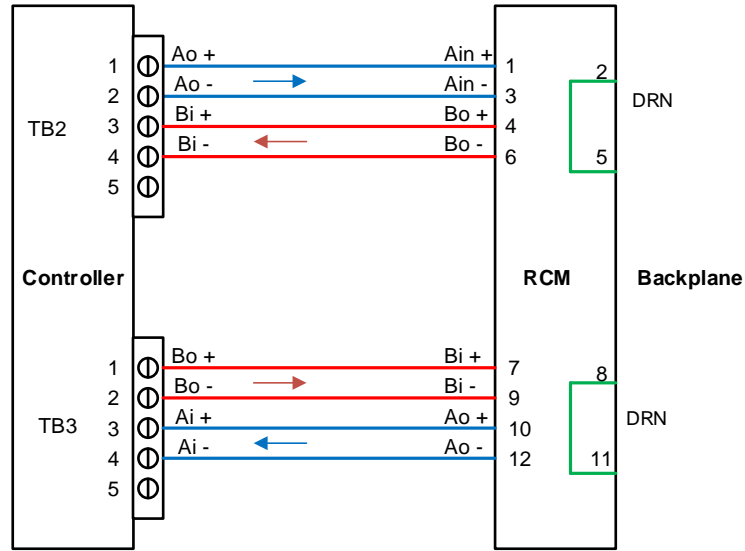 1 Ao + Ain + 1 2
2 Ao - Ain - 3 DRN
TB2 3 Bi + Bo + 4
4 Bi - Bo - 6 5
5
Controller RCM Backplane
1 Bo + Bi + 7 8
2 Bo - Bi - 9
TB3 3 Ai + Ao + 10 DRN
4 Ai - Ao - 12 11
5